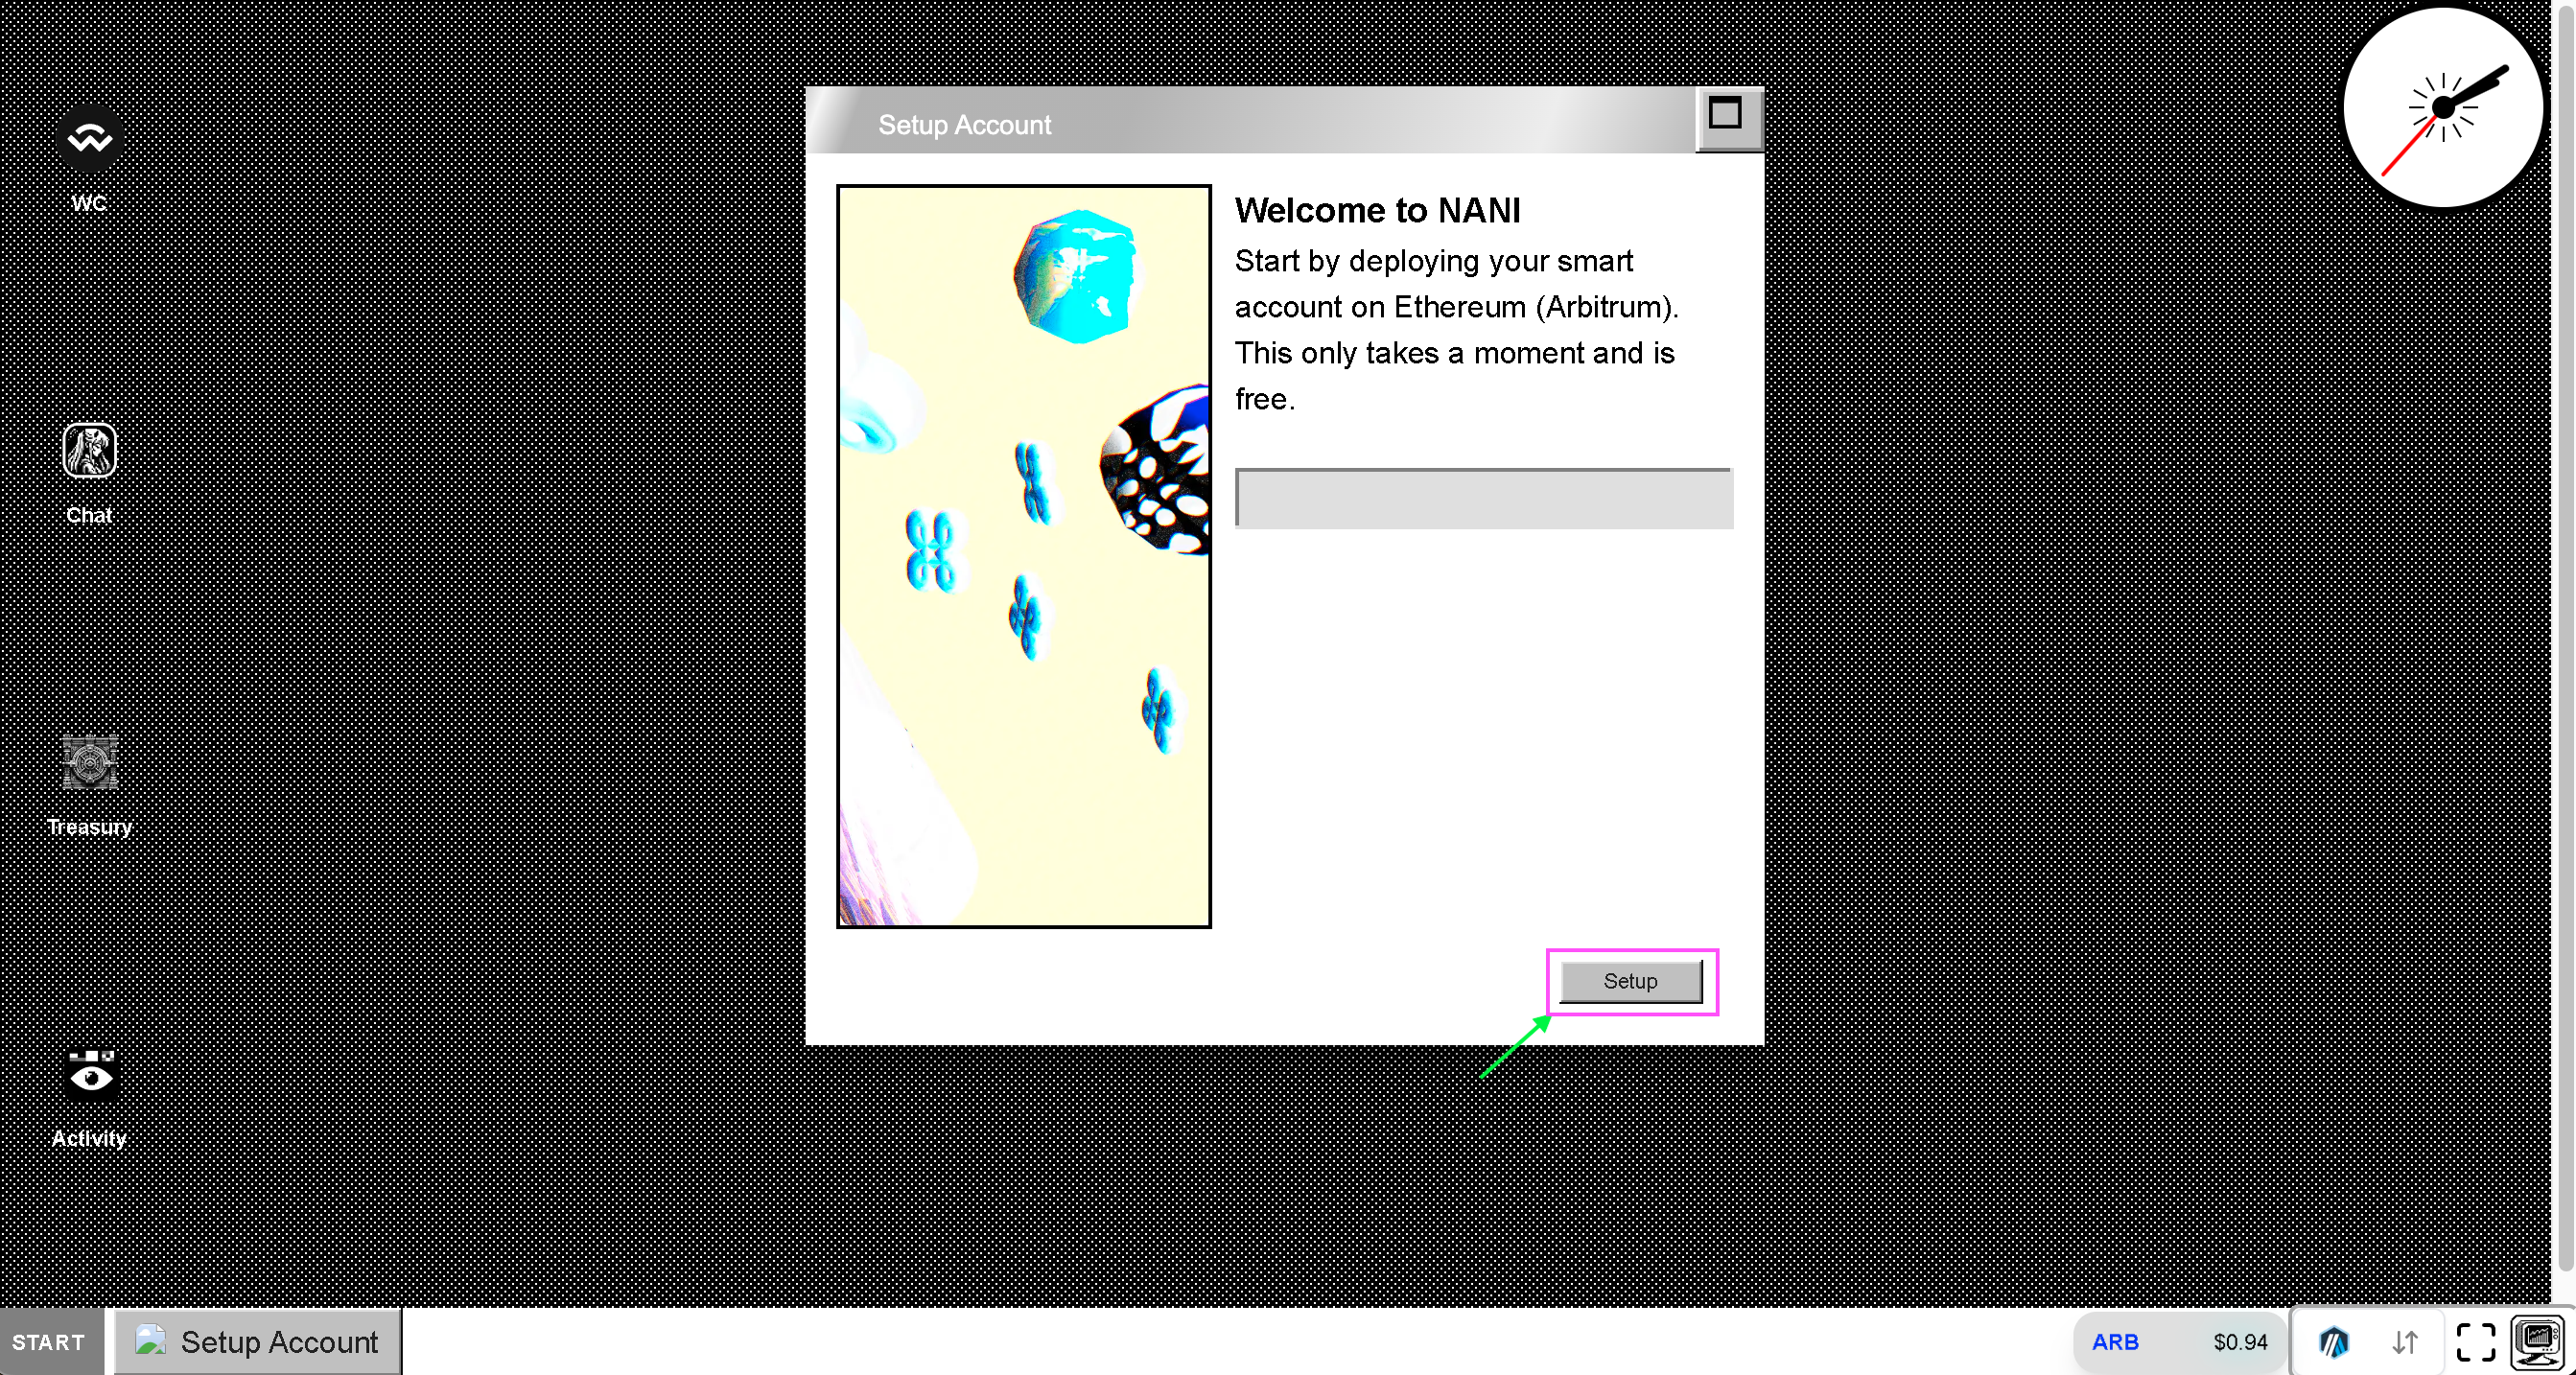 Setup Account
WC
Welcome to NANI
Start by deploying your smart
account on Ethereum (Arbitrum).
This only takes a moment and is
free.
Chat
Treasury
Setup
Activity
START
Setup Account
ARB
$0.94